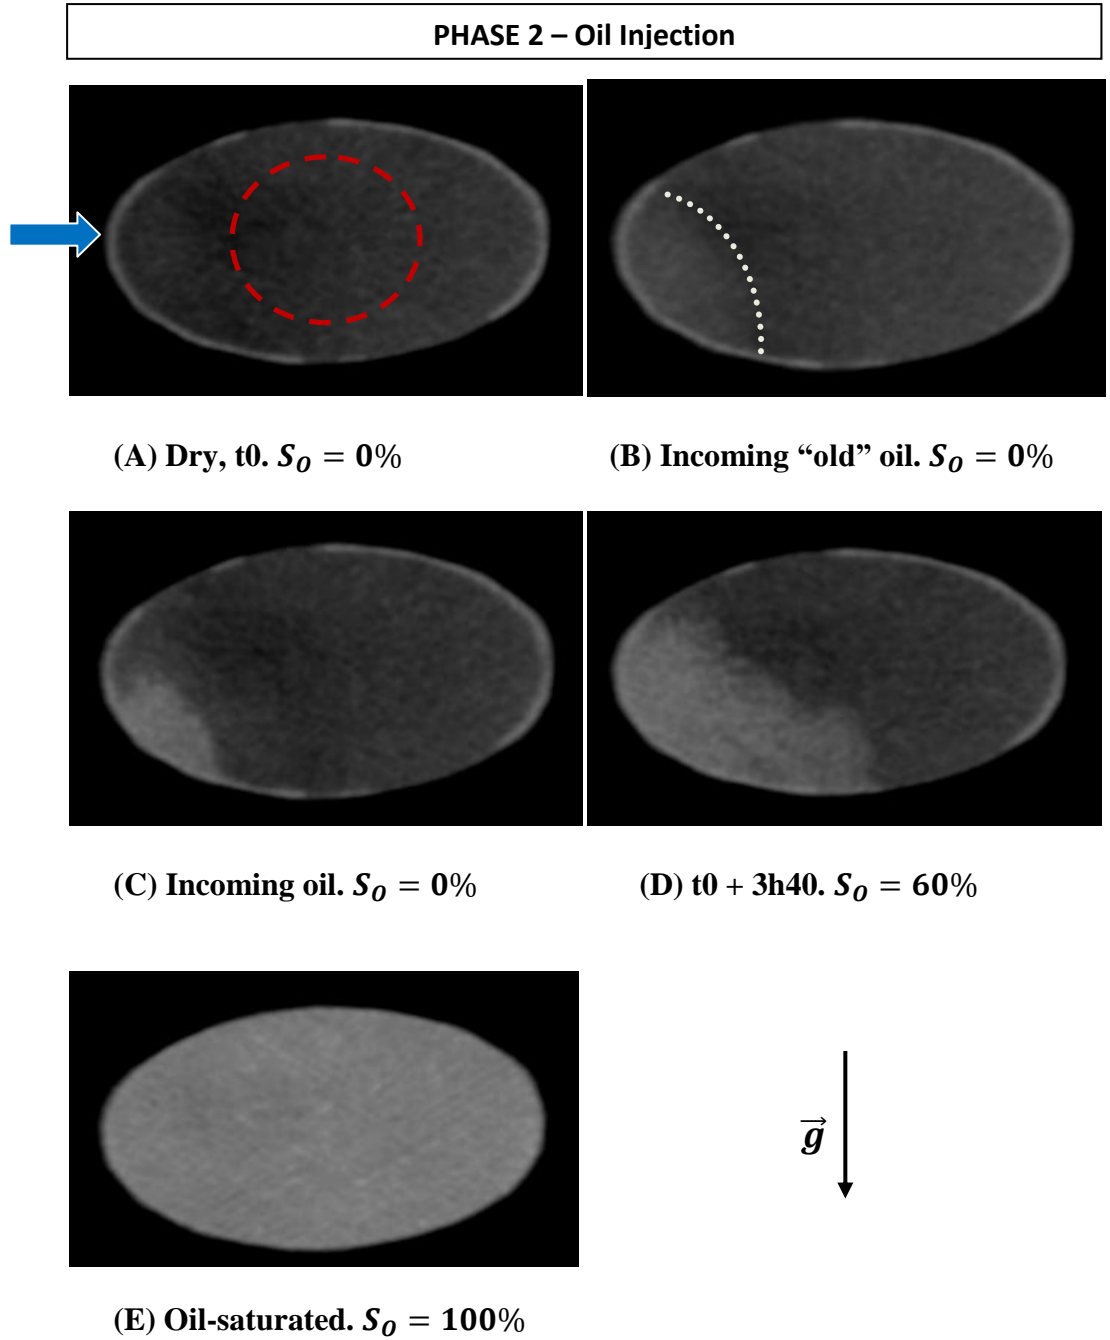 PHASE 2 – Oil Injection
(A) Dry, t0. S_O = 0%
(B) Incoming “old” oil. S_O = 0%
(C) Incoming oil. S_O = 0%
(D) t0 + 3h40. S_O = 60%
g⃗
(E) Oil-saturated. S_O = 100%